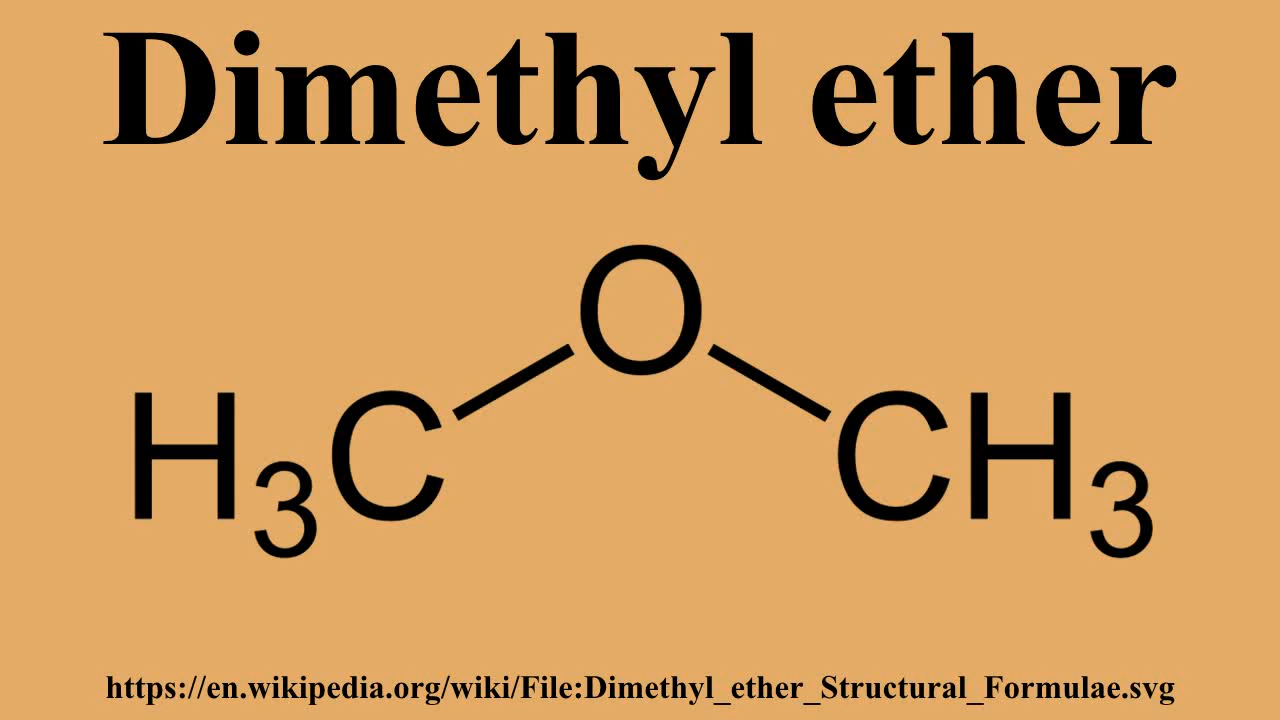 Dimethyl ether
O
H₃C CH₃
https://en.wikipedia.org/wiki/File:Dimethyl_ether_Structural_Formulae.svg